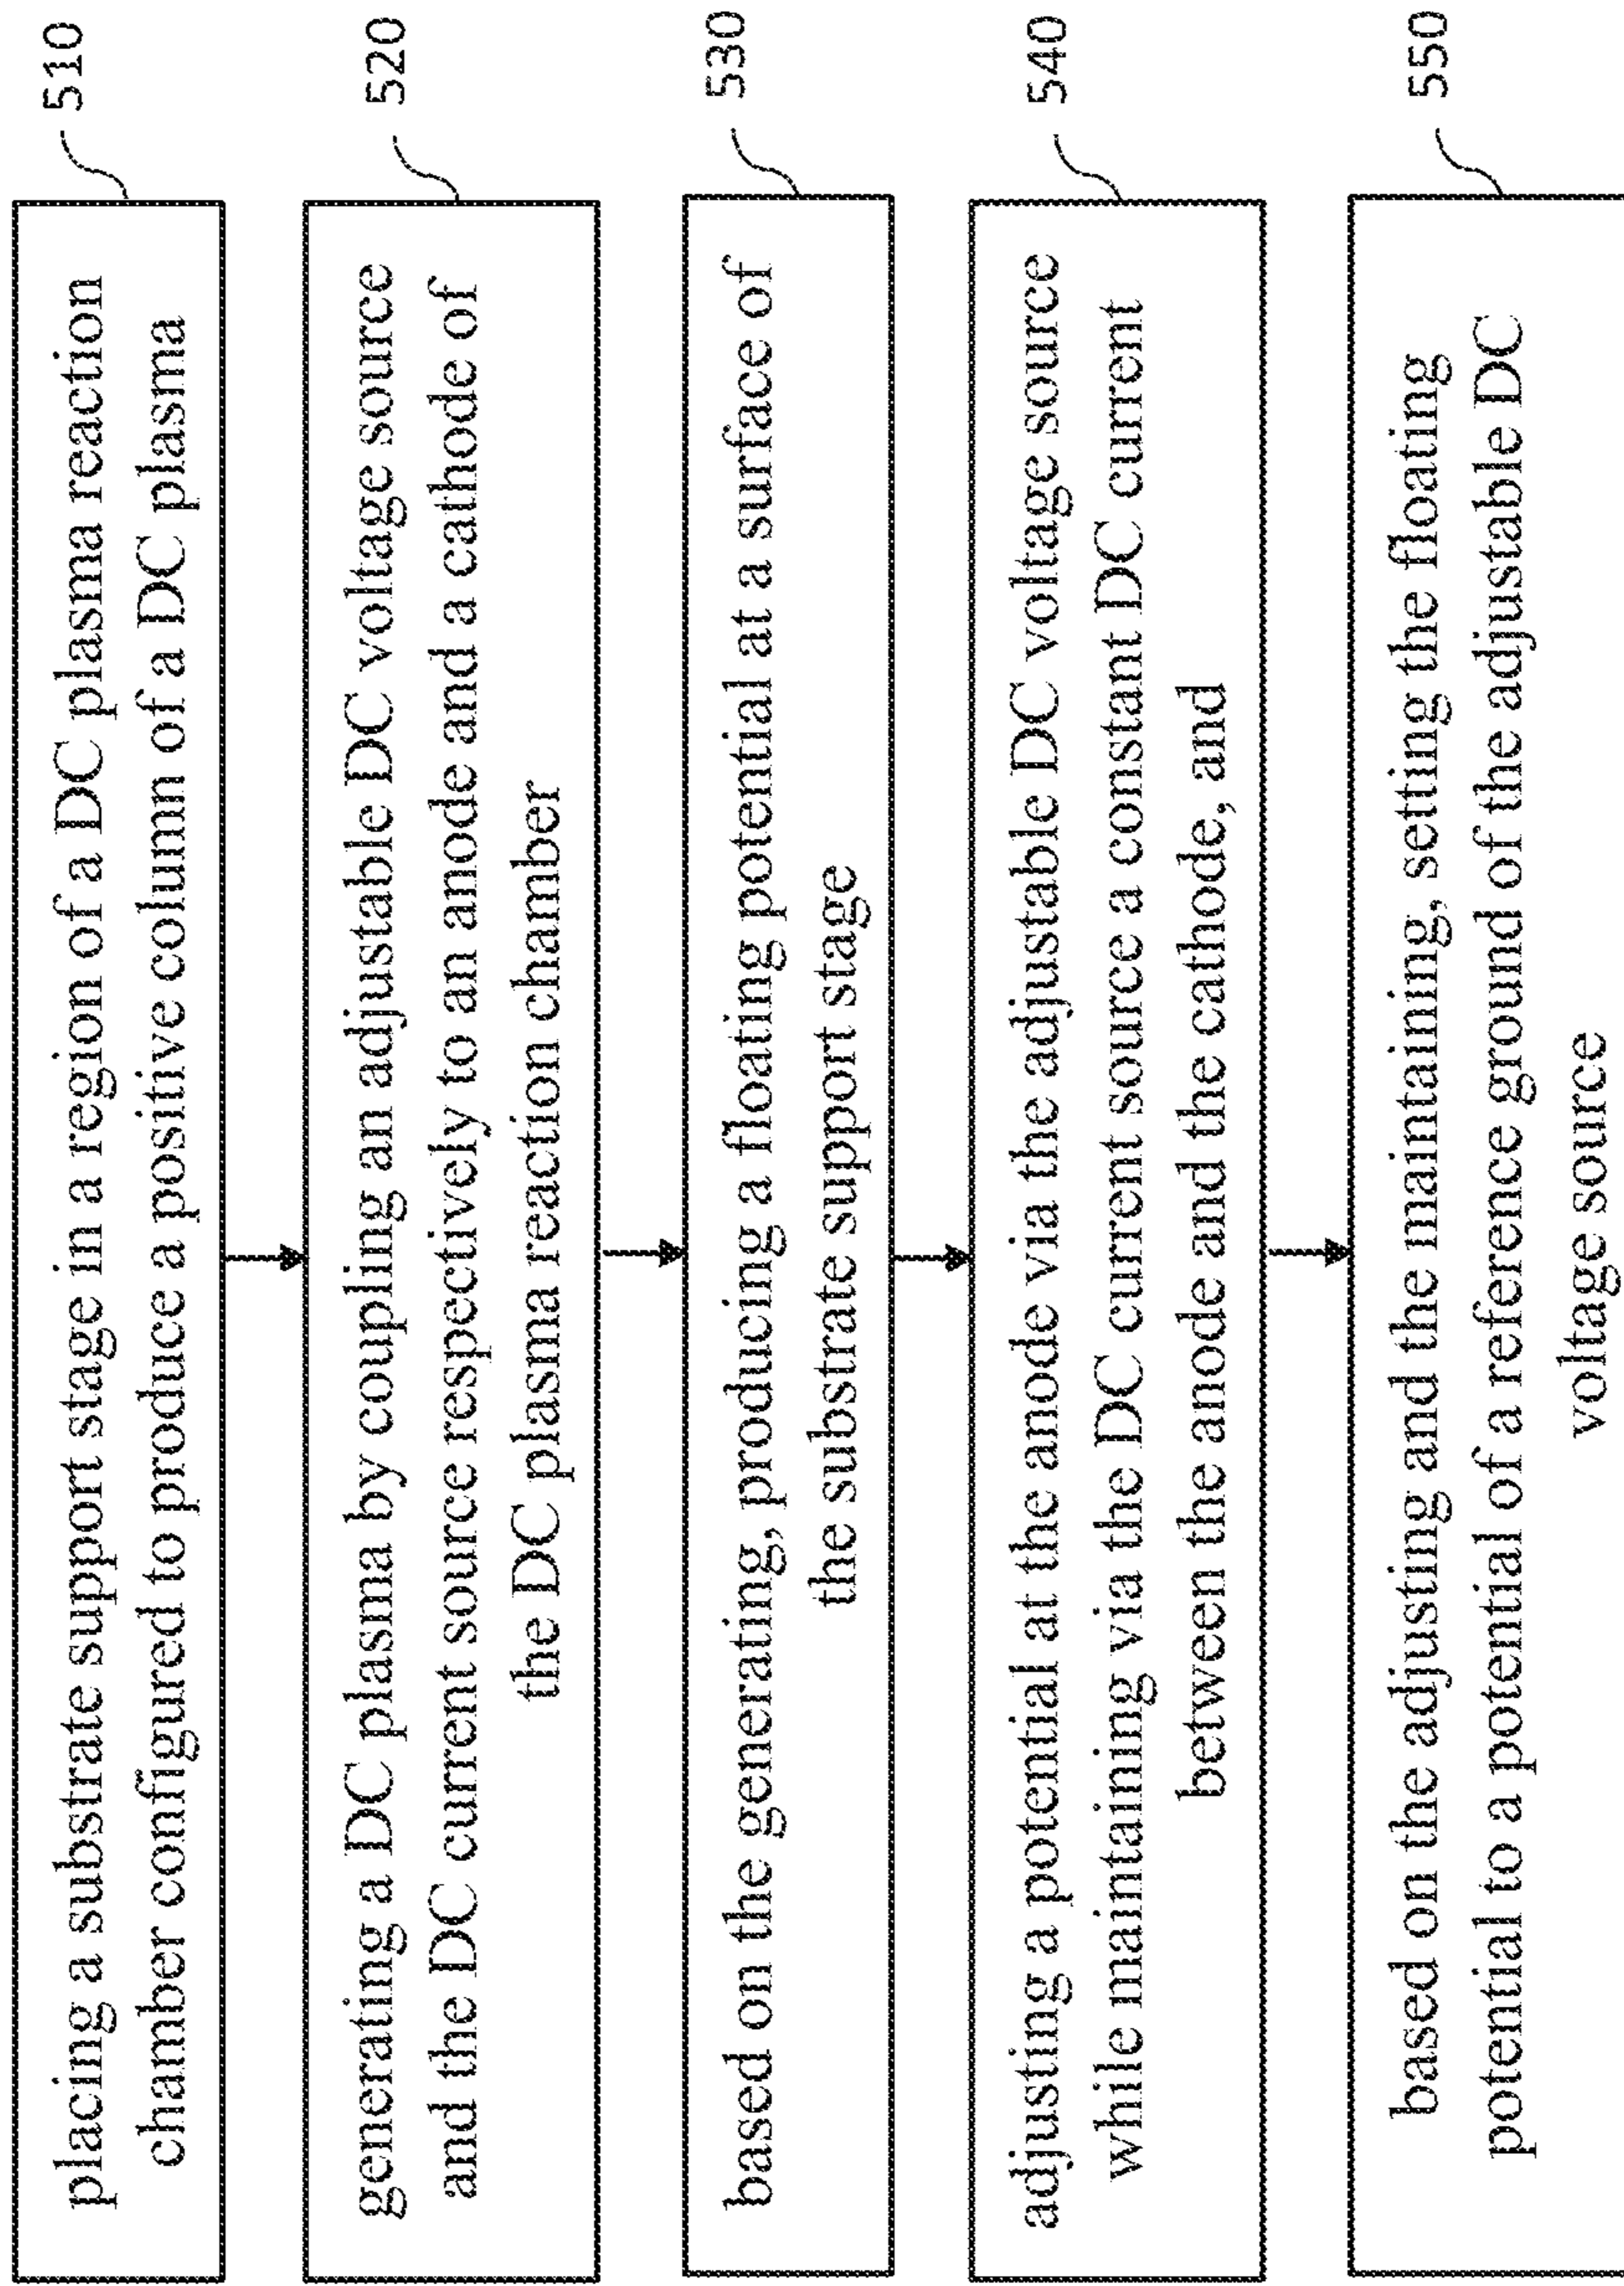 placing a substrate support stage in a region of a DC plasma reaction
chamber configured to produce a positive column of a DC plasma
510
generating a DC plasma by coupling an adjustable DC voltage source
and the DC current source respectively to an anode and a cathode of
the DC plasma reaction chamber
520
based on the generating, producing a floating potential at a surface of
the substrate support stage
530
adjusting a potential at the anode via the adjustable DC voltage source
while maintaining via the DC current source a constant DC current
between the anode and the cathode, and
540
based on the adjusting and the maintaining, setting the floating
potential to a potential of a reference ground of the adjustable DC
voltage source
550